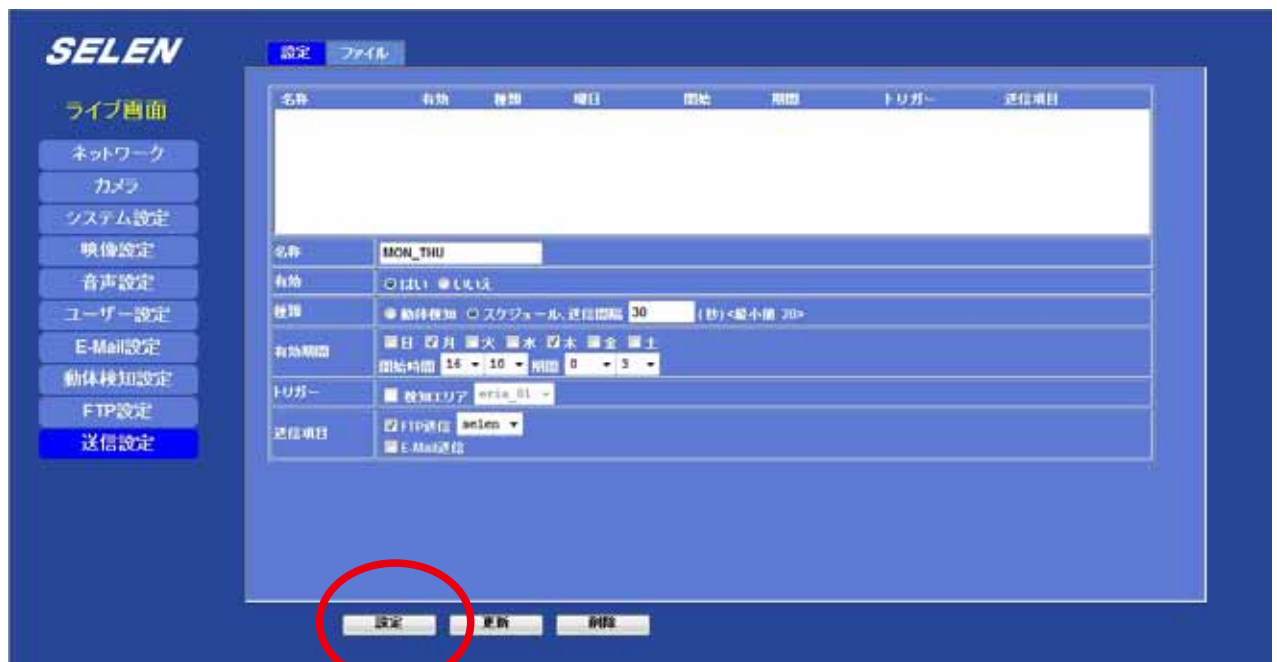 SELEN
設定 ファイル
ライブ画面
ネットワーク
カメラ
システム設定
映像設定
音声設定
ユーザー設定
E-Mail設定
動体検知設定
FTP設定
送信設定
名称 有効 種類 曜日 開始 期間 トリガー 送信項目
名称 MON_THU
有効 はい いいえ
種類 動体検知 スケジュール、送信間隔 30 (秒)<最小値 20>
有効期間 日 月 火 水 木 金 土
開始時間 16 10 期間 0 3
トリガー 検知エリア eria_01
送信項目 FTP送信 selen
E-Mail送信
設定 更新 削除